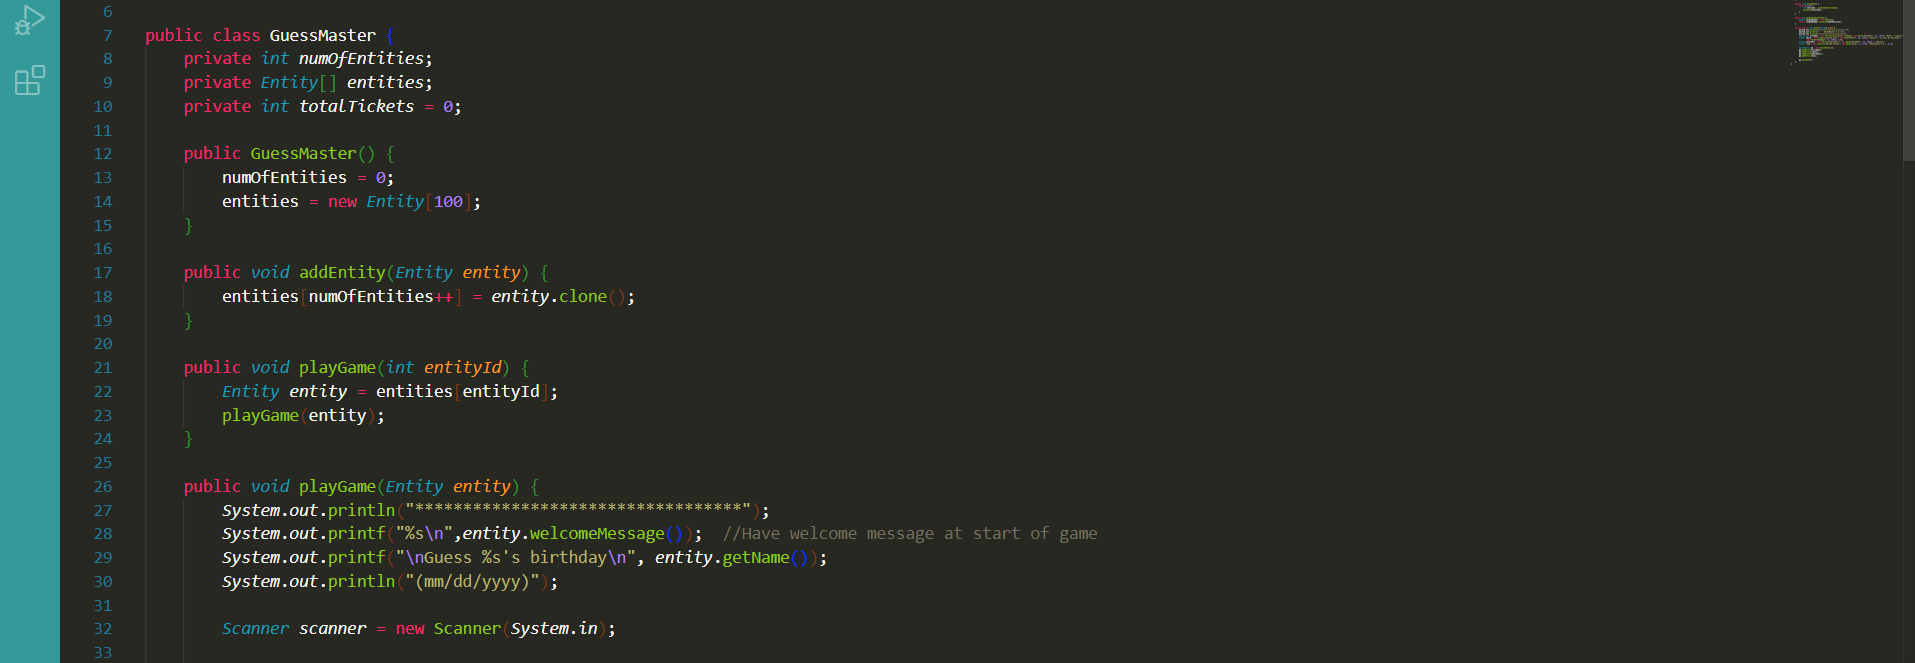 6
7 public class GuessMaster {
8 private int numOfEntities;
9 private Entity[] entities;
10 private int totalTickets = 0;
11
12 public GuessMaster() {
13 numOfEntities = 0;
14 entities = new Entity[100];
15 }
16
17 public void addEntity(Entity entity) {
18 entities[numOfEntities++] = entity.clone();
19 }
20
21 public void playGame(int entityId) {
22 Entity entity = entities[entityId];
23 playGame(entity);
24 }
25
26 public void playGame(Entity entity) {
27 System.out.println("**********************************");
28 System.out.printf("%s\n",entity.welcomeMessage()); //Have welcome message at start of game
29 System.out.printf("\nGuess %s's birthday\n", entity.getName());
30 System.out.println("(mm/dd/yyyy)");
31
32 Scanner scanner = new Scanner(System.in);
33